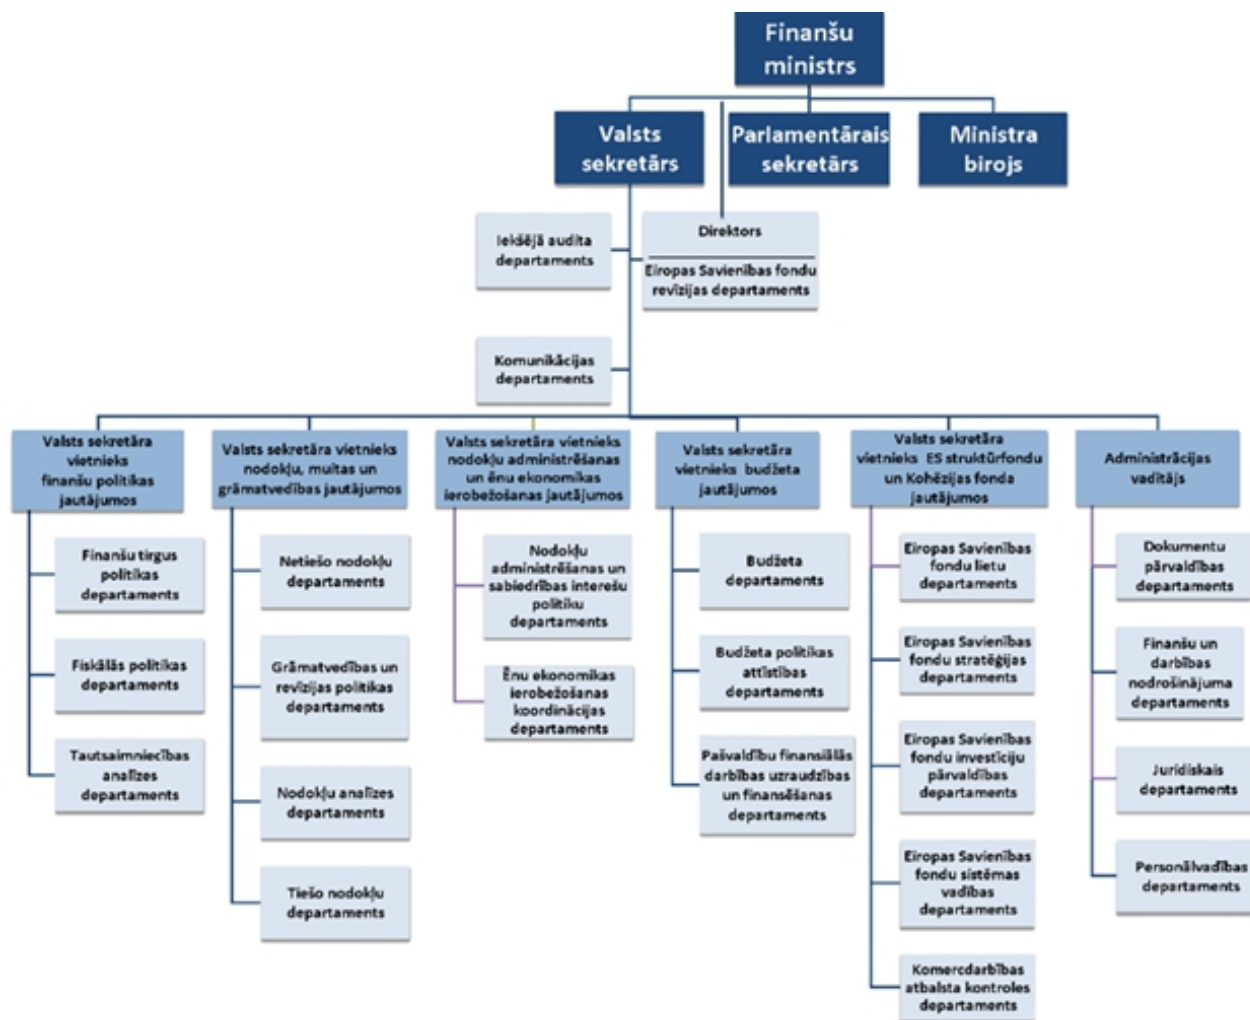 Finanšu
ministrs
Valsts
sekretārs
Parlamentārais
sekretārs
Ministra
birojs
Iekšējā audita
departaments
Direktors
Eiropas Savienības fondu
revīzijas departaments
Komunikācijas
departaments
Valsts sekretāra
vietnieks
finanšu politikas
jautājumos
Valsts sekretāra vietnieks
nodokļu, muitas un
grāmatvedības jautājumos
Valsts sekretāra vietnieks
nodokļu administrēšanas
un ēnu ekonomikas
ierobežošanas jautājumos
Valsts sekretāra
vietnieks budžeta
jautājumos
Valsts sekretāra
vietnieks ES struktūrfondu
un Kohēzijas fonda
jautājumos
Administrācijas
vadītājs
Finanšu tirgus
politikas
departaments
Fiskālās politikas
departaments
Tautsaimniecības
analīzes
departaments
Netiešo nodokļu
departaments
Grāmatvedības un
revīzijas politikas
departaments
Nodokļu analīzes
departaments
Tiešo nodokļu
departaments
Nodokļu
administrēšanas un
sabiedrības interešu
politiku
departaments
Ēnu ekonomikas
ierobežošanas
koordinācijas
departaments
Budžeta
departaments
Budžeta politikas
attīstības
departaments
Pašvaldību finansiālās
darbības uzraudzības
un finansēšanas
departaments
Eiropas Savienības
fondu lietu
departaments
Eiropas Savienības
fondu stratēģijas
departaments
Eiropas Savienības
fondu investīciju
pārvaldības
departaments
Eiropas Savienības
fondu sistēmas
vadības
departaments
Komercdarbības
atbalsta kontroles
departaments
Dokumentu
pārvaldības
departaments
Finanšu un
darbības
nodrošinājuma
departaments
Juridiskais
departaments
Personālvadības
departaments